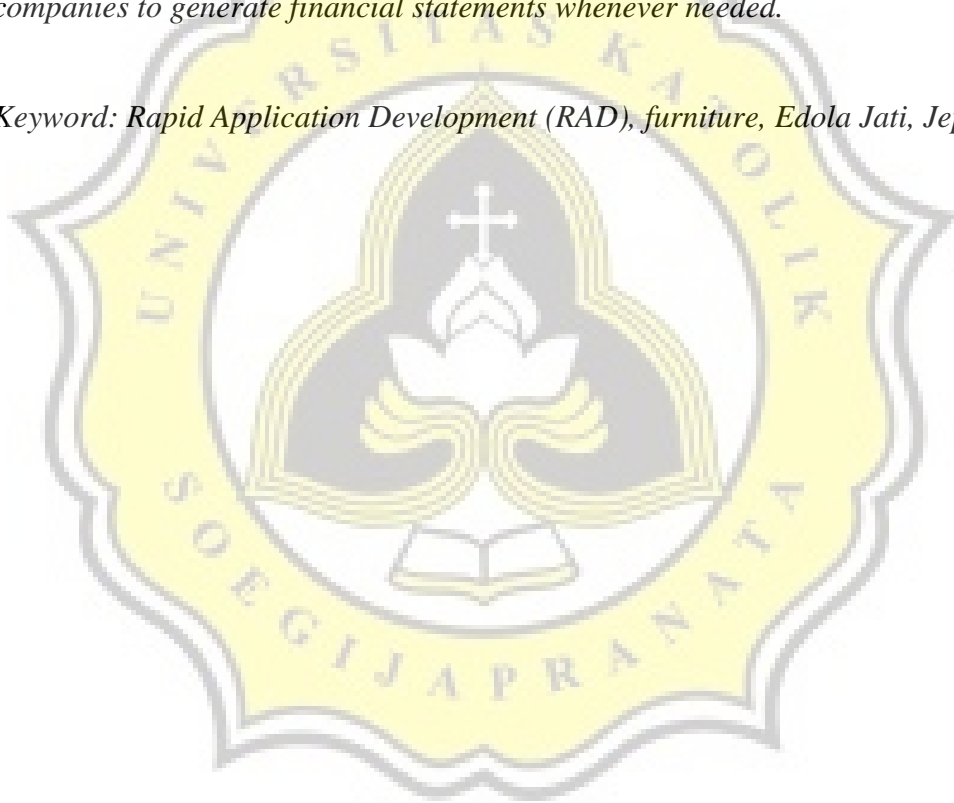 companies to generate financial statements whenever needed.
Keyword: Rapid Application Development (RAD), furniture, Edola Jati,
UNIVERSITAS KATOLIK
SOEGIJAPRANATA